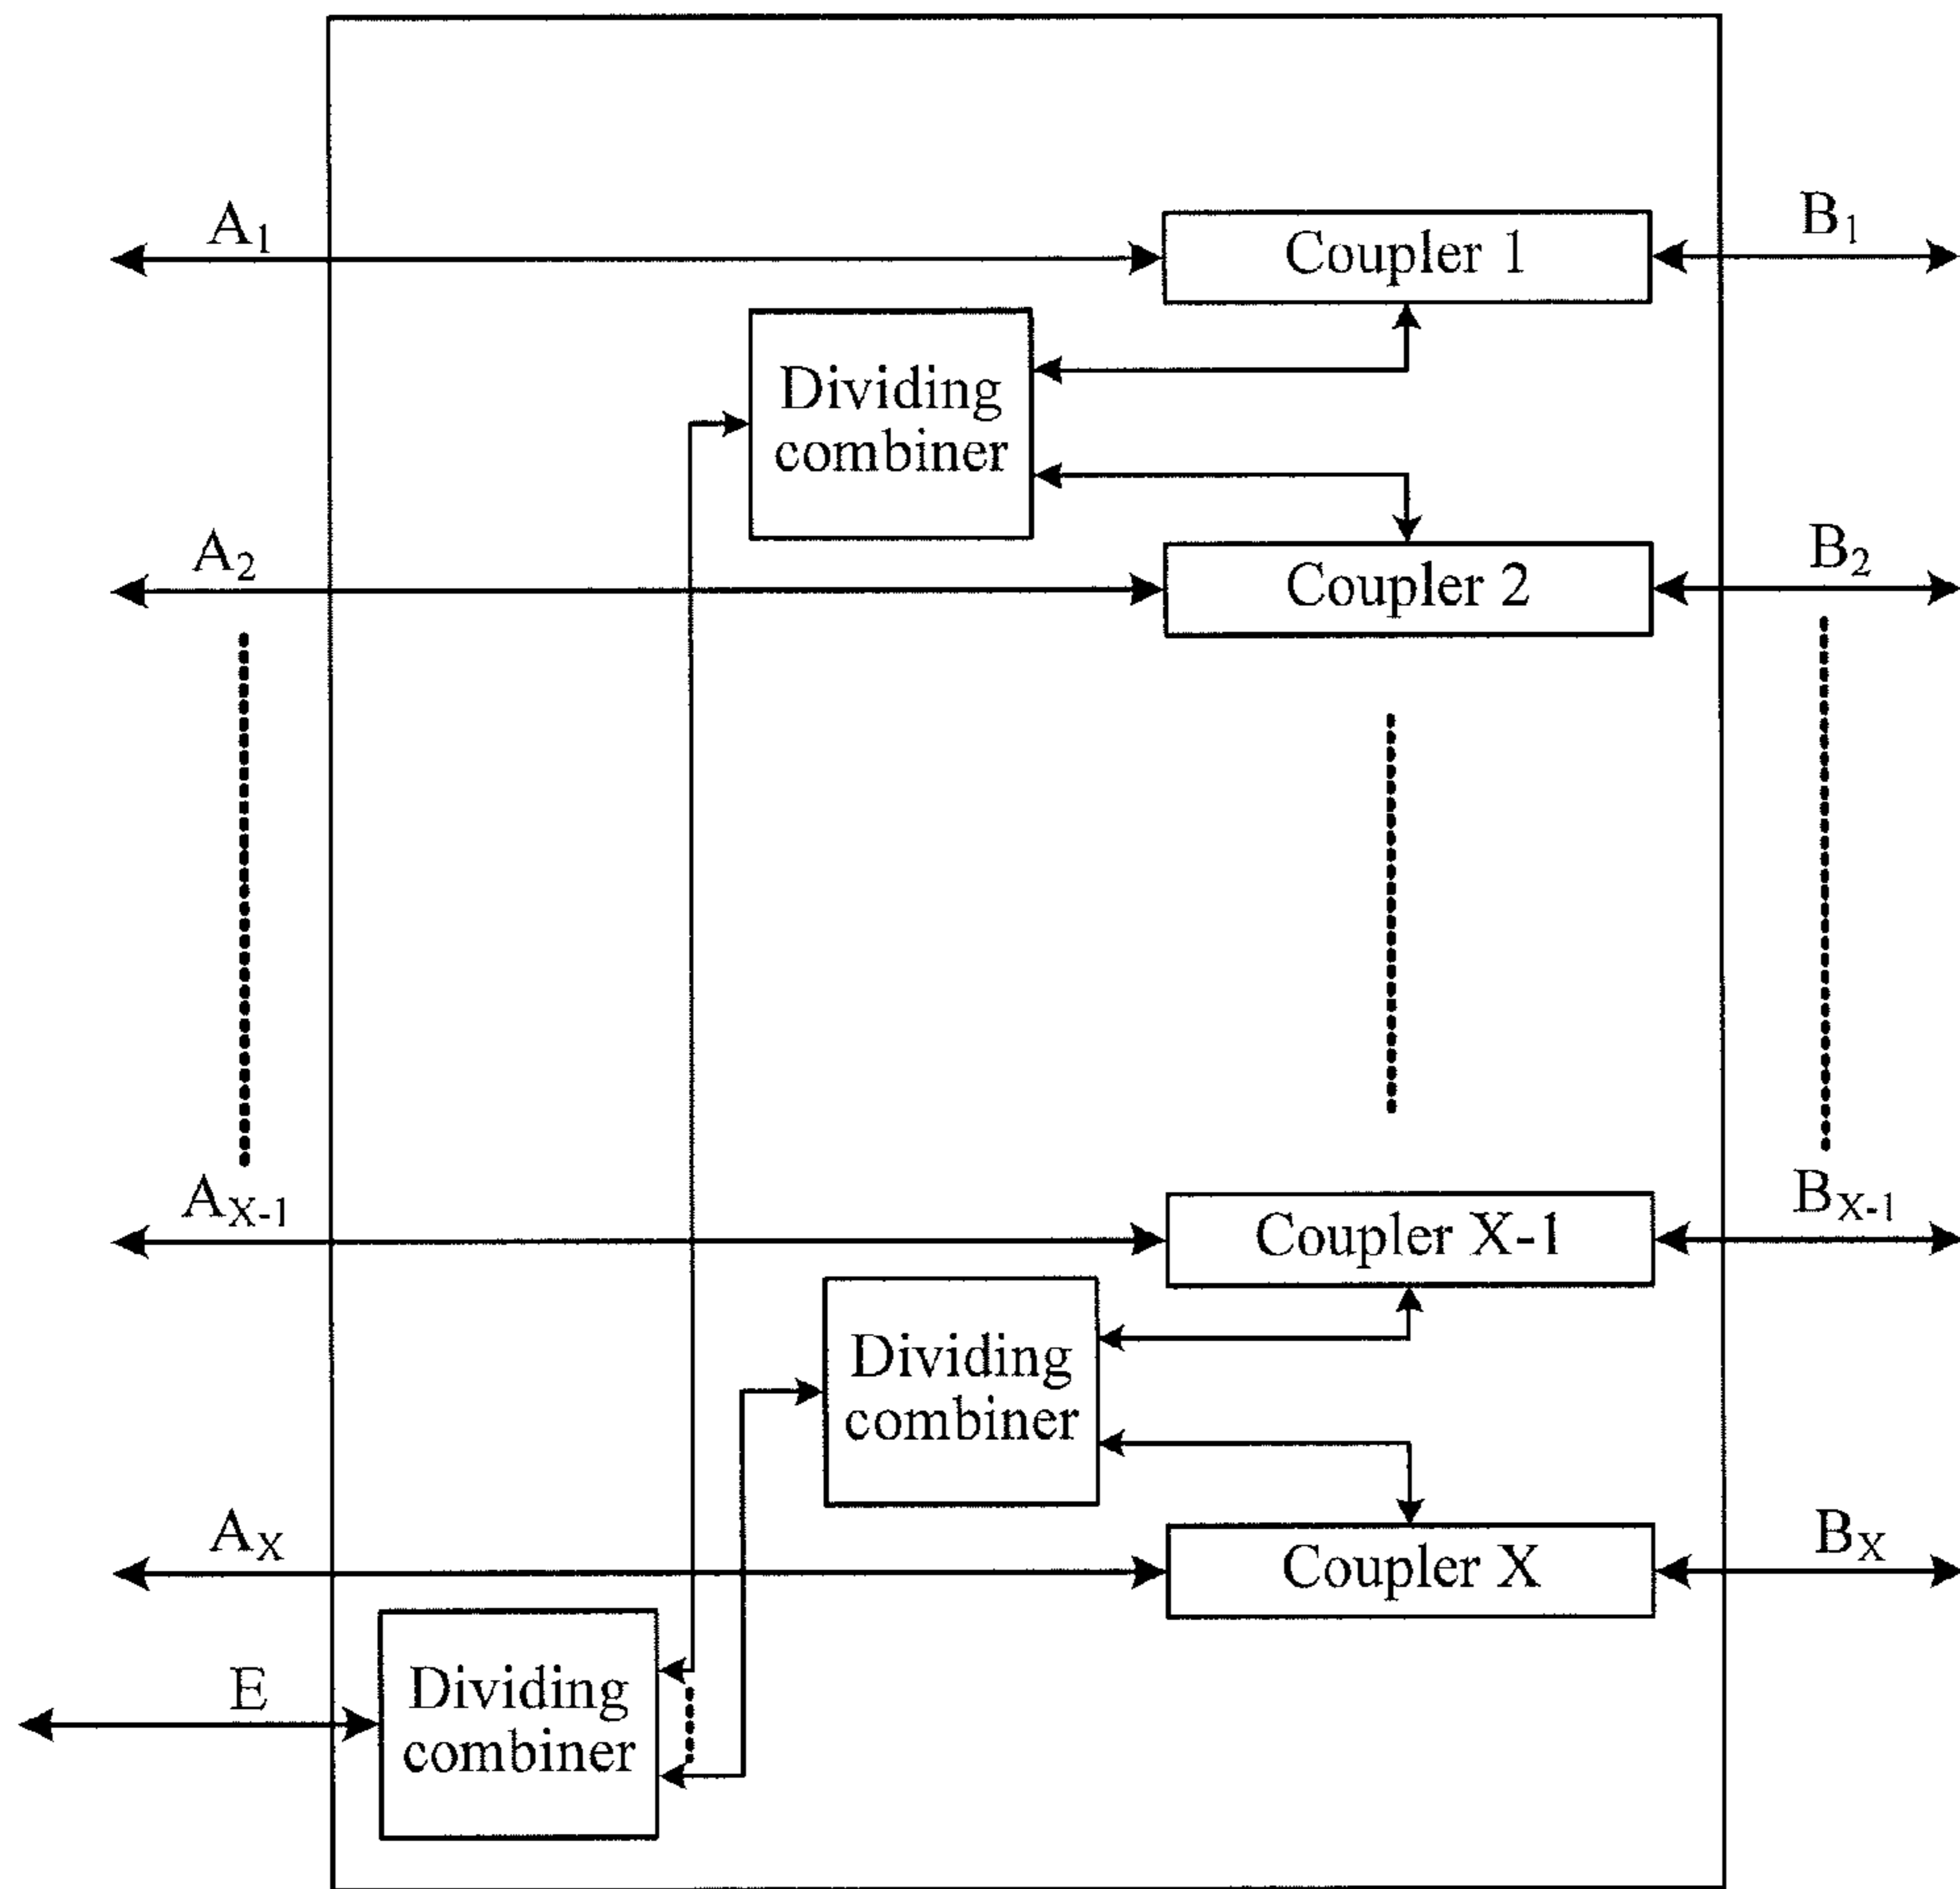 A1
Coupler 1
B1
Dividing
combiner
A2
Coupler 2
B2
AX-1
Coupler X-1
BX-1
Dividing
combiner
AX
Coupler X
BX
E
Dividing
combiner